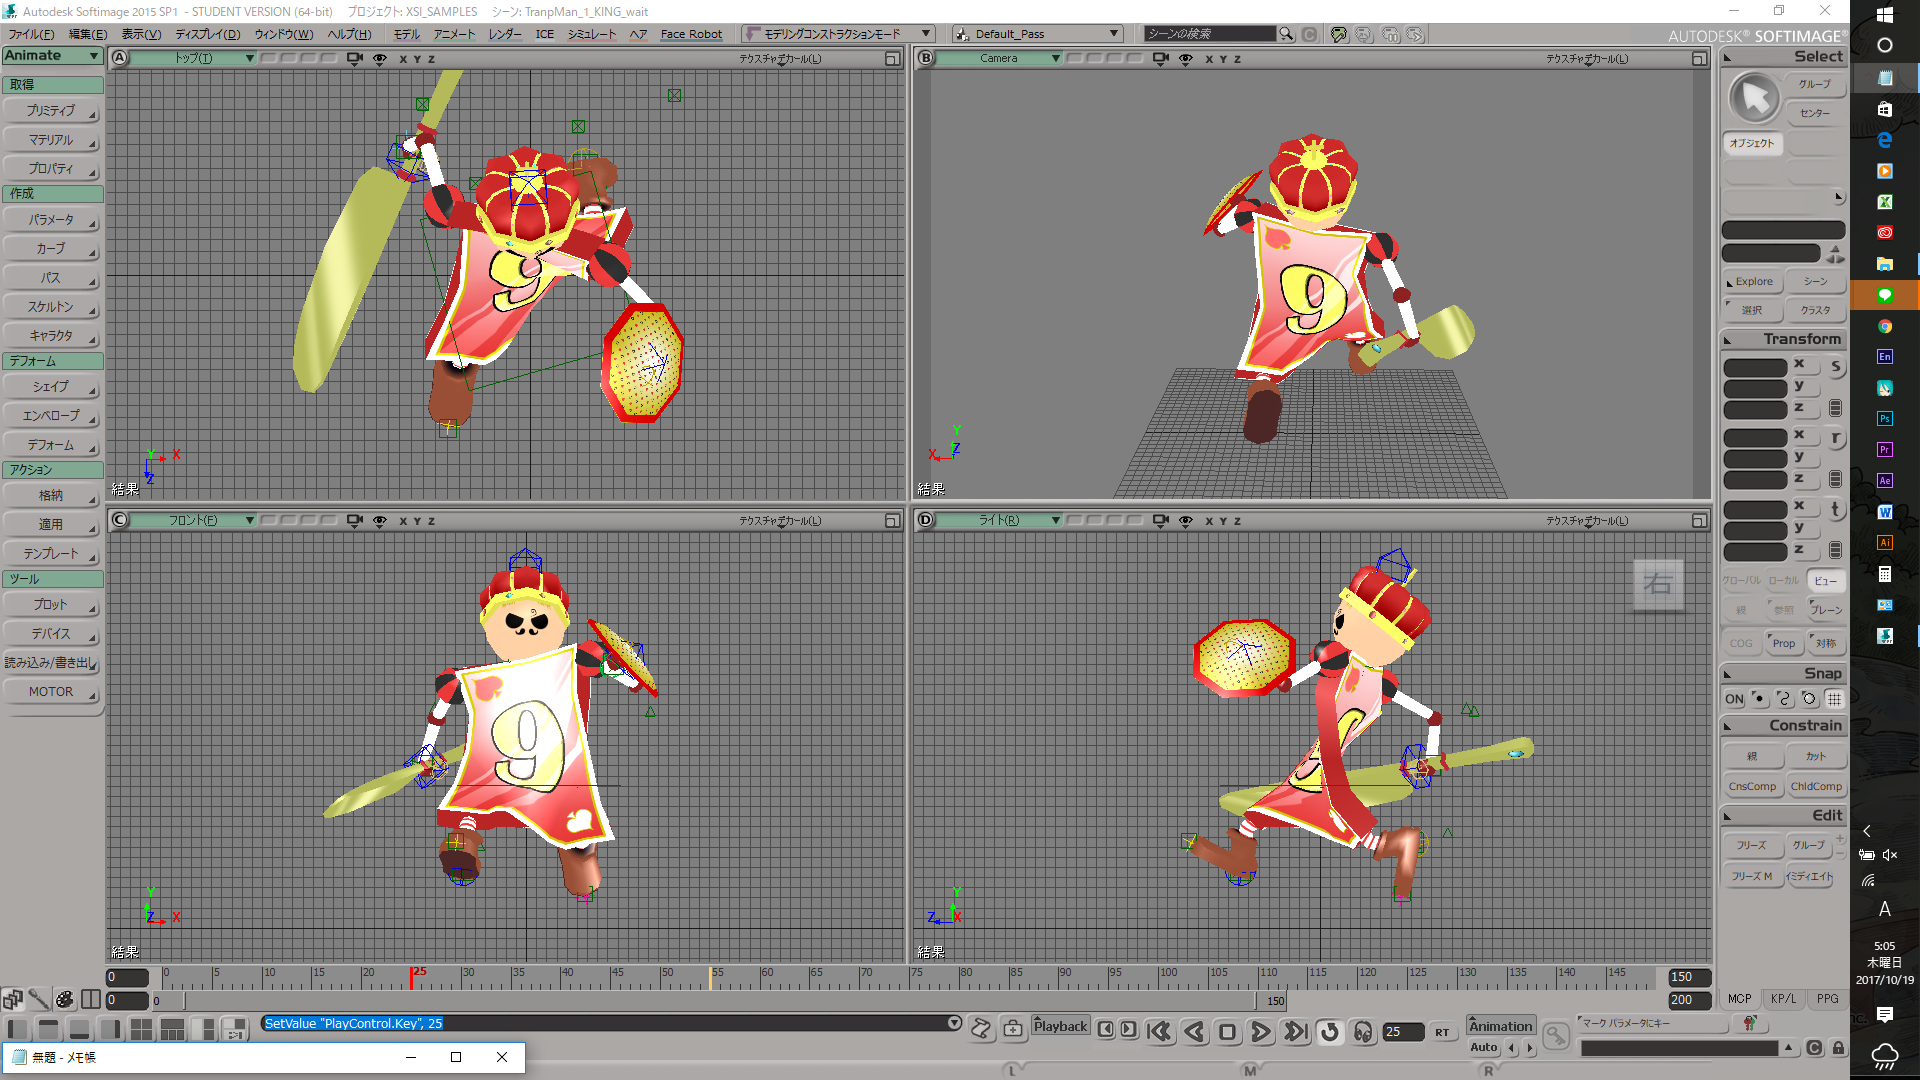 Autodesk Softimage 2015 SP1 - STUDENT VERSION (64-bit) プロジェクト: XSI_SAMPLES シーン: TranpMan_1_KING_wait
ファイル(F) 編集(E) 表示(V) ディスプレイ(D) ウィンドウ(W) ヘルプ(H) モデル アニメート レンダー ICE シミュレート ヘア Face Robot モデリングコンストラクションモード Default_Pass シーンの検索 AUTODESK® SOFTIMAGE®
Animate
取得
プリミティブ
マテリアル
プロパティ
作成
パラメータ
カーブ
パス
スケルトン
キャラクタ
デフォーム
シェイプ
エンベロープ
デフォーム
アクション
格納
適用
テンプレート
ツール
プロット
デバイス
読み込み/書き出し
MOTOR
A トップ(T) X Y Z テクスチャデカール(L)
9
Y X
Z
結果
B Camera X Y Z テクスチャデカール(L)
9
Y
X Z
結果
C フロント(F) X Y Z テクスチャデカール(L)
9
Y
Z X
結果
D ライト(R) X Y Z テクスチャデカール(L)
右
Y
Z X
結果
Select
グループ
センター
オブジェクト
Explore シーン
選択 クラスタ
Transform
x s
y
z
x r
y
z
x t
y
z
グローバル ローカル ビュー
親 参照 プレーン
COG Prop 対称
Snap
ON
Constrain
親 カット
CnsComp ChldComp
Edit
フリーズ グループ
フリーズ M イミディエイト
MCP KP/L PPG
0 0 5 10 15 20 25 30 35 40 45 50 55 60 65 70 75 80 85 90 95 100 105 110 115 120 125 130 135 140 145 150
0 0 150 200
SetValue "PlayControl.Key", 25
Playback 25 RT Animation マーク パラメータにキー
Auto
L M R
無題 - メモ帳
En
Ps
Pr
Ae
W
Ai
A
5:05
木曜日
2017/10/19